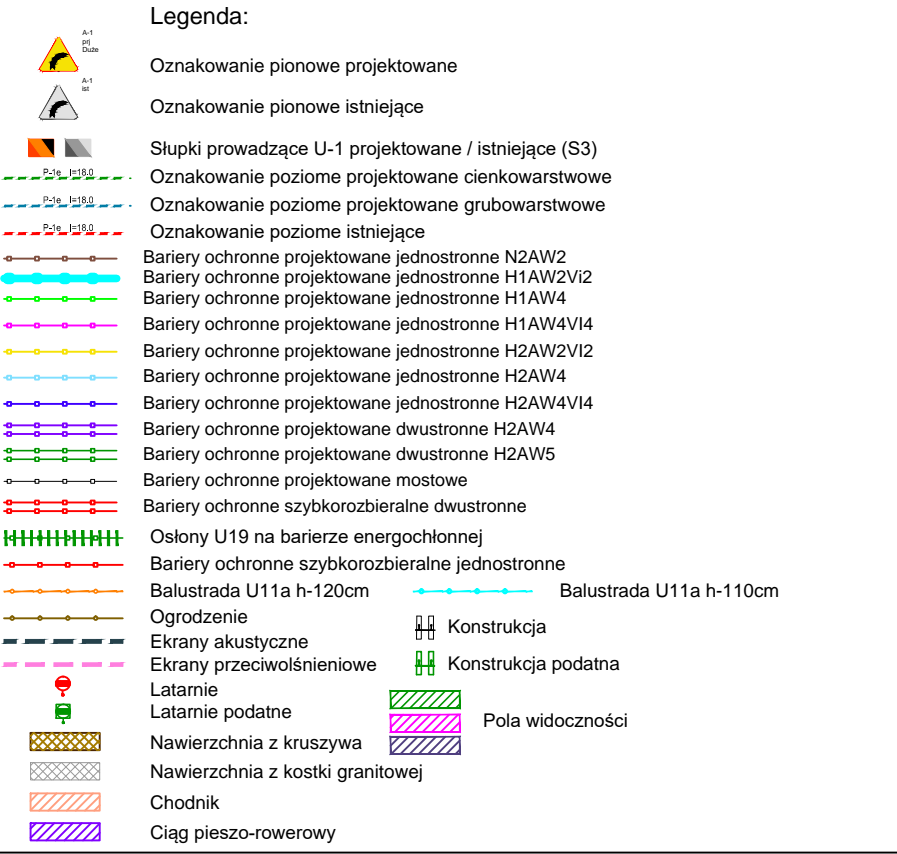 Legenda:
A-1
prj
Duże
Oznakowanie pionowe projektowane
A-1
ist
Oznakowanie pionowe istniejące
Słupki prowadzące U-1 projektowane / istniejące (S3)
P-1e l=18.0
Oznakowanie poziome projektowane cienkowarstwowe
P-1e l=18.0
Oznakowanie poziome projektowane grubowarstwowe
P-1e l=18.0
Oznakowanie poziome istniejące
Bariery ochronne projektowane jednostronne N2AW2
Bariery ochronne projektowane jednostronne H1AW2Vi2
Bariery ochronne projektowane jednostronne H1AW4
Bariery ochronne projektowane jednostronne H1AW4VI4
Bariery ochronne projektowane jednostronne H2AW2VI2
Bariery ochronne projektowane jednostronne H2AW4
Bariery ochronne projektowane jednostronne H2AW4VI4
Bariery ochronne projektowane dwustronne H2AW4
Bariery ochronne projektowane dwustronne H2AW5
Bariery ochronne projektowane mostowe
Bariery ochronne szybkorozbieralne dwustronne
Osłony U19 na barierze energochłonnej
Bariery ochronne szybkorozbieralne jednostronne
Balustrada U11a h-120cm
Balustrada U11a h-110cm
Ogrodzenie
Konstrukcja
Ekrany akustyczne
Ekrany przeciwolśnieniowe
Konstrukcja podatna
Latarnie
Latarnie podatne
Pola widoczności
Nawierzchnia z kruszywa
Nawierzchnia z kostki granitowej
Chodnik
Ciąg pieszo-rowerowy